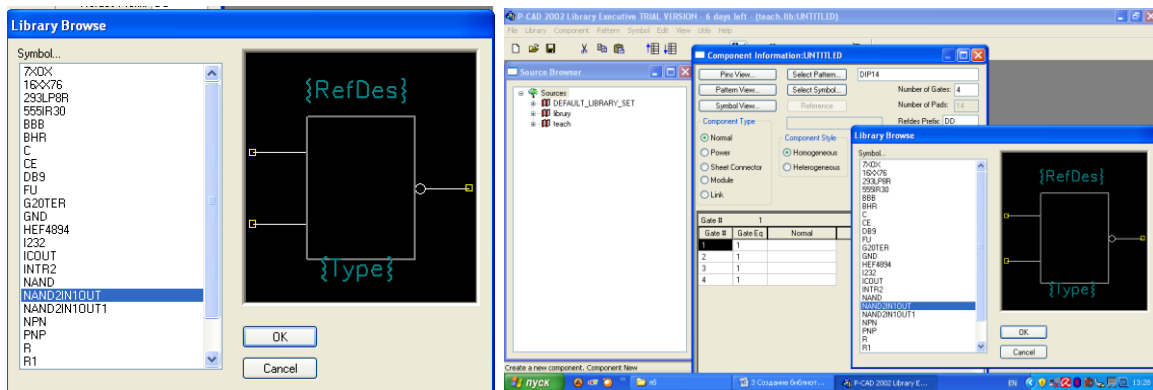 Library Browse
Symbol...
7X0X
16XX76
293LP8R
555IR30
BBB
BHR
C
CE
DB9
FU
G20TER
GND
HEF4894
I232
ICOUT
INTR2
NAND
NAND2IN1OUT
NAND2IN1OUT1
NPN
PNP
R
R1
{RefDes}
{Type}
OK
Cancel
P-CAD 2002 Library Executive TRIAL VERSION - 6 days left - (teach.lib:UNTITLED)
File Library Component Pattern Symbol Edit View Utils Help
Source Browser
Sources
DEFAULT_LIBRARY_SET
library
teach
Component Information:UNTITLED
Pins View... Select Pattern... DIP14
Pattern View... Select Symbol... Number of Gates: 4
Symbol View... Reference Number of Pads: 14
Refdes Prefix: DD
Component Type Component Style
Normal Homogeneous
Power Heterogeneous
Sheet Connector
Module
Link
Gate # 1
Gate # Gate Eq Normal
1 1
2 1
3 1
4 1
Library Browse
Symbol...
7X0X
16XX76
293LP8R
555IR30
BBB
BHR
C
CE
DB9
FU
G20TER
GND
HEF4894
I232
ICOUT
INTR2
NAND
NAND2IN1OUT
NAND2IN1OUT1
NPN
PNP
R
R1
{RefDes}
{Type}
OK
Cancel
Create a new component. Component New
пуск п6 3 Создание библиот... P-CAD 2002 Library E... EN 13:28